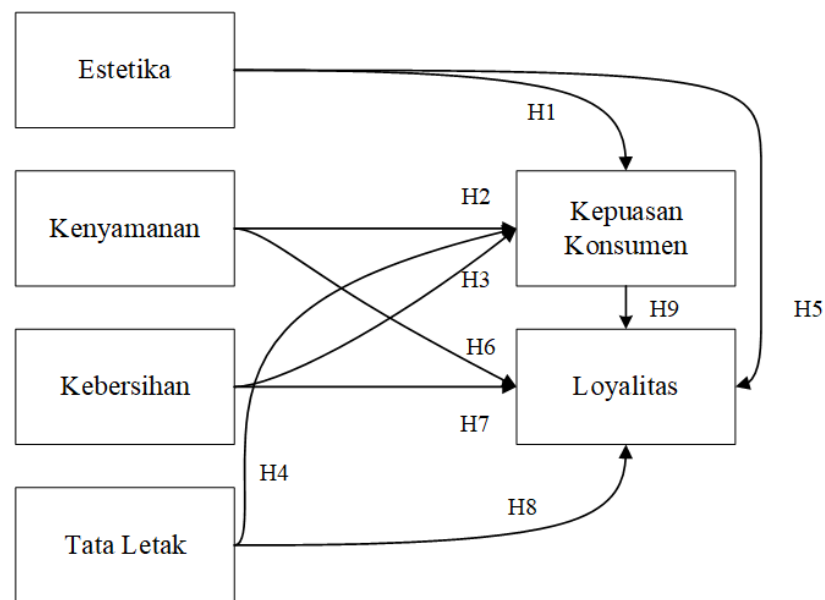 Estetika
H1
Kenyamanan
H2
Kepuasan
Konsumen
H3
H9
H5
Kebersihan
H6
Loyalitas
H7
H4
Tata Letak
H8